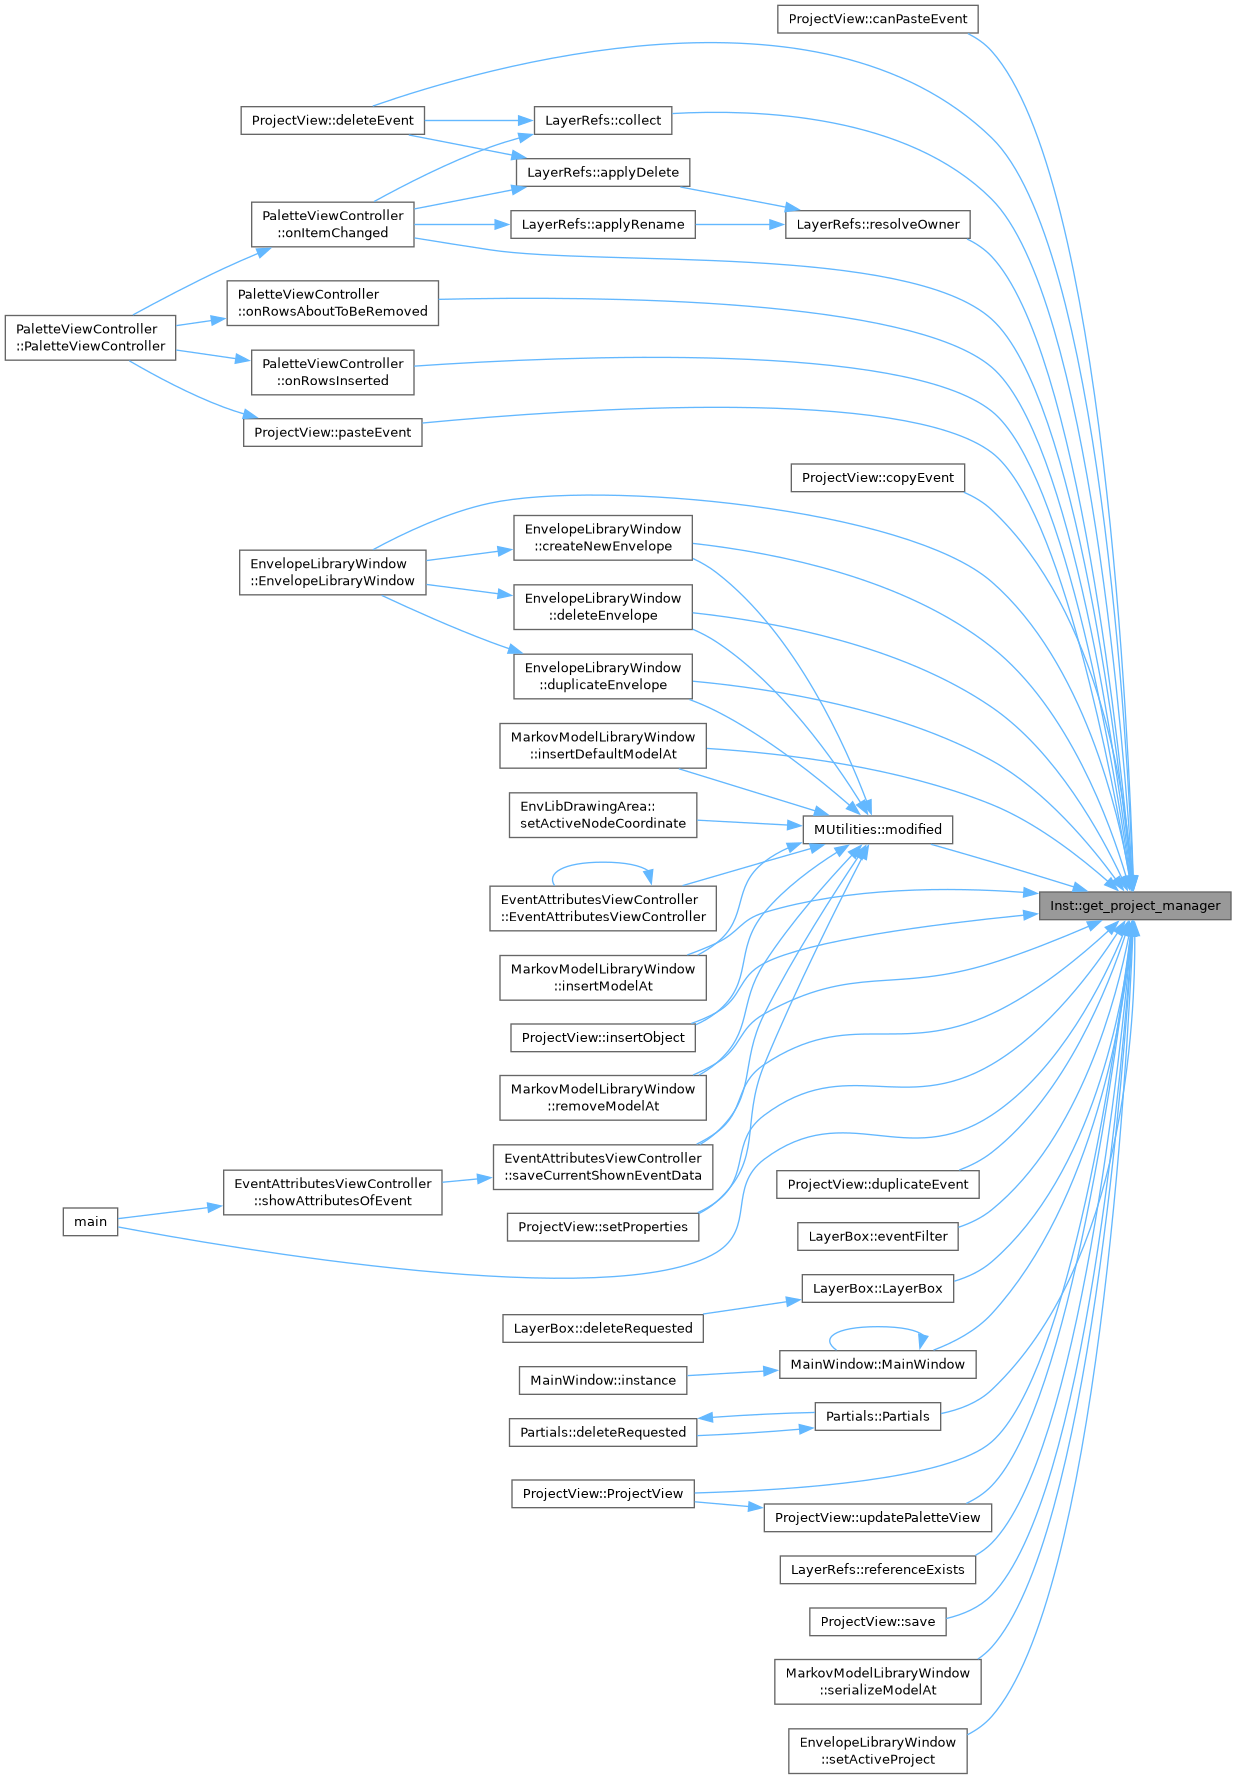 ProjectView::canPasteEvent
ProjectView::deleteEvent
LayerRefs::collect
LayerRefs::applyDelete
PaletteViewController
::onItemChanged
LayerRefs::applyRename
LayerRefs::resolveOwner
PaletteViewController
::onRowsAboutToBeRemoved
PaletteViewController
::PaletteViewController
PaletteViewController
::onRowsInserted
ProjectView::pasteEvent
ProjectView::copyEvent
EnvelopeLibraryWindow
::createNewEnvelope
EnvelopeLibraryWindow
::EnvelopeLibraryWindow
EnvelopeLibraryWindow
::deleteEnvelope
EnvelopeLibraryWindow
::duplicateEnvelope
MarkovModelLibraryWindow
::insertDefaultModelAt
EnvLibDrawingArea::
setActiveNodeCoordinate
MUtilities::modified
EventAttributesViewController
::EventAttributesViewController
Inst::get_project_manager
MarkovModelLibraryWindow
::insertModelAt
ProjectView::insertObject
MarkovModelLibraryWindow
::removeModelAt
EventAttributesViewController
::saveCurrentShownEventData
EventAttributesViewController
::showAttributesOfEvent
ProjectView::duplicateEvent
main
ProjectView::setProperties
LayerBox::eventFilter
LayerBox::LayerBox
LayerBox::deleteRequested
MainWindow::MainWindow
MainWindow::instance
Partials::Partials
Partials::deleteRequested
ProjectView::ProjectView
ProjectView::updatePaletteView
LayerRefs::referenceExists
ProjectView::save
MarkovModelLibraryWindow
::serializeModelAt
EnvelopeLibraryWindow
::setActiveProject